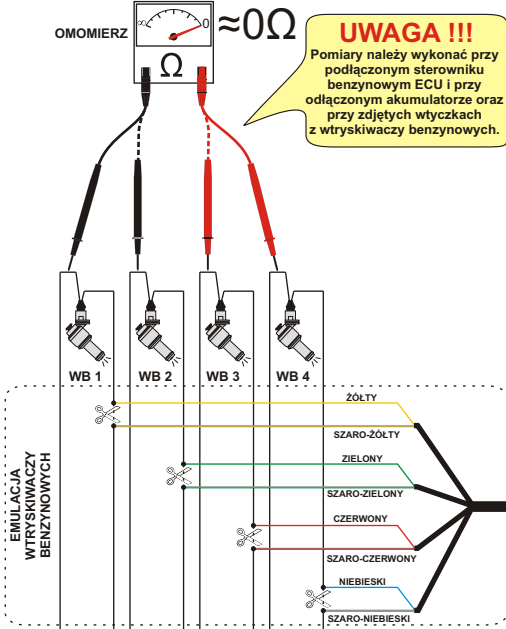 OMOMIERZ
∞
0
≈0Ω
Ω
UWAGA !!!
Pomiary należy wykonać przy
podłączonym sterowniku
benzynowym ECU i przy
odłączonym akumulatorze oraz
przy zdjętych wtyczkach
z wtryskiwaczy benzynowych.
WB 1
WB 2
WB 3
WB 4
EMULACJA
WTRYSKIWACZY
BENZYNOWYCH
ŻÓŁTY
SZARO-ŻÓŁTY
ZIELONY
SZARO-ZIELONY
CZERWONY
SZARO-CZERWONY
NIEBIESKI
SZARO-NIEBIESKI